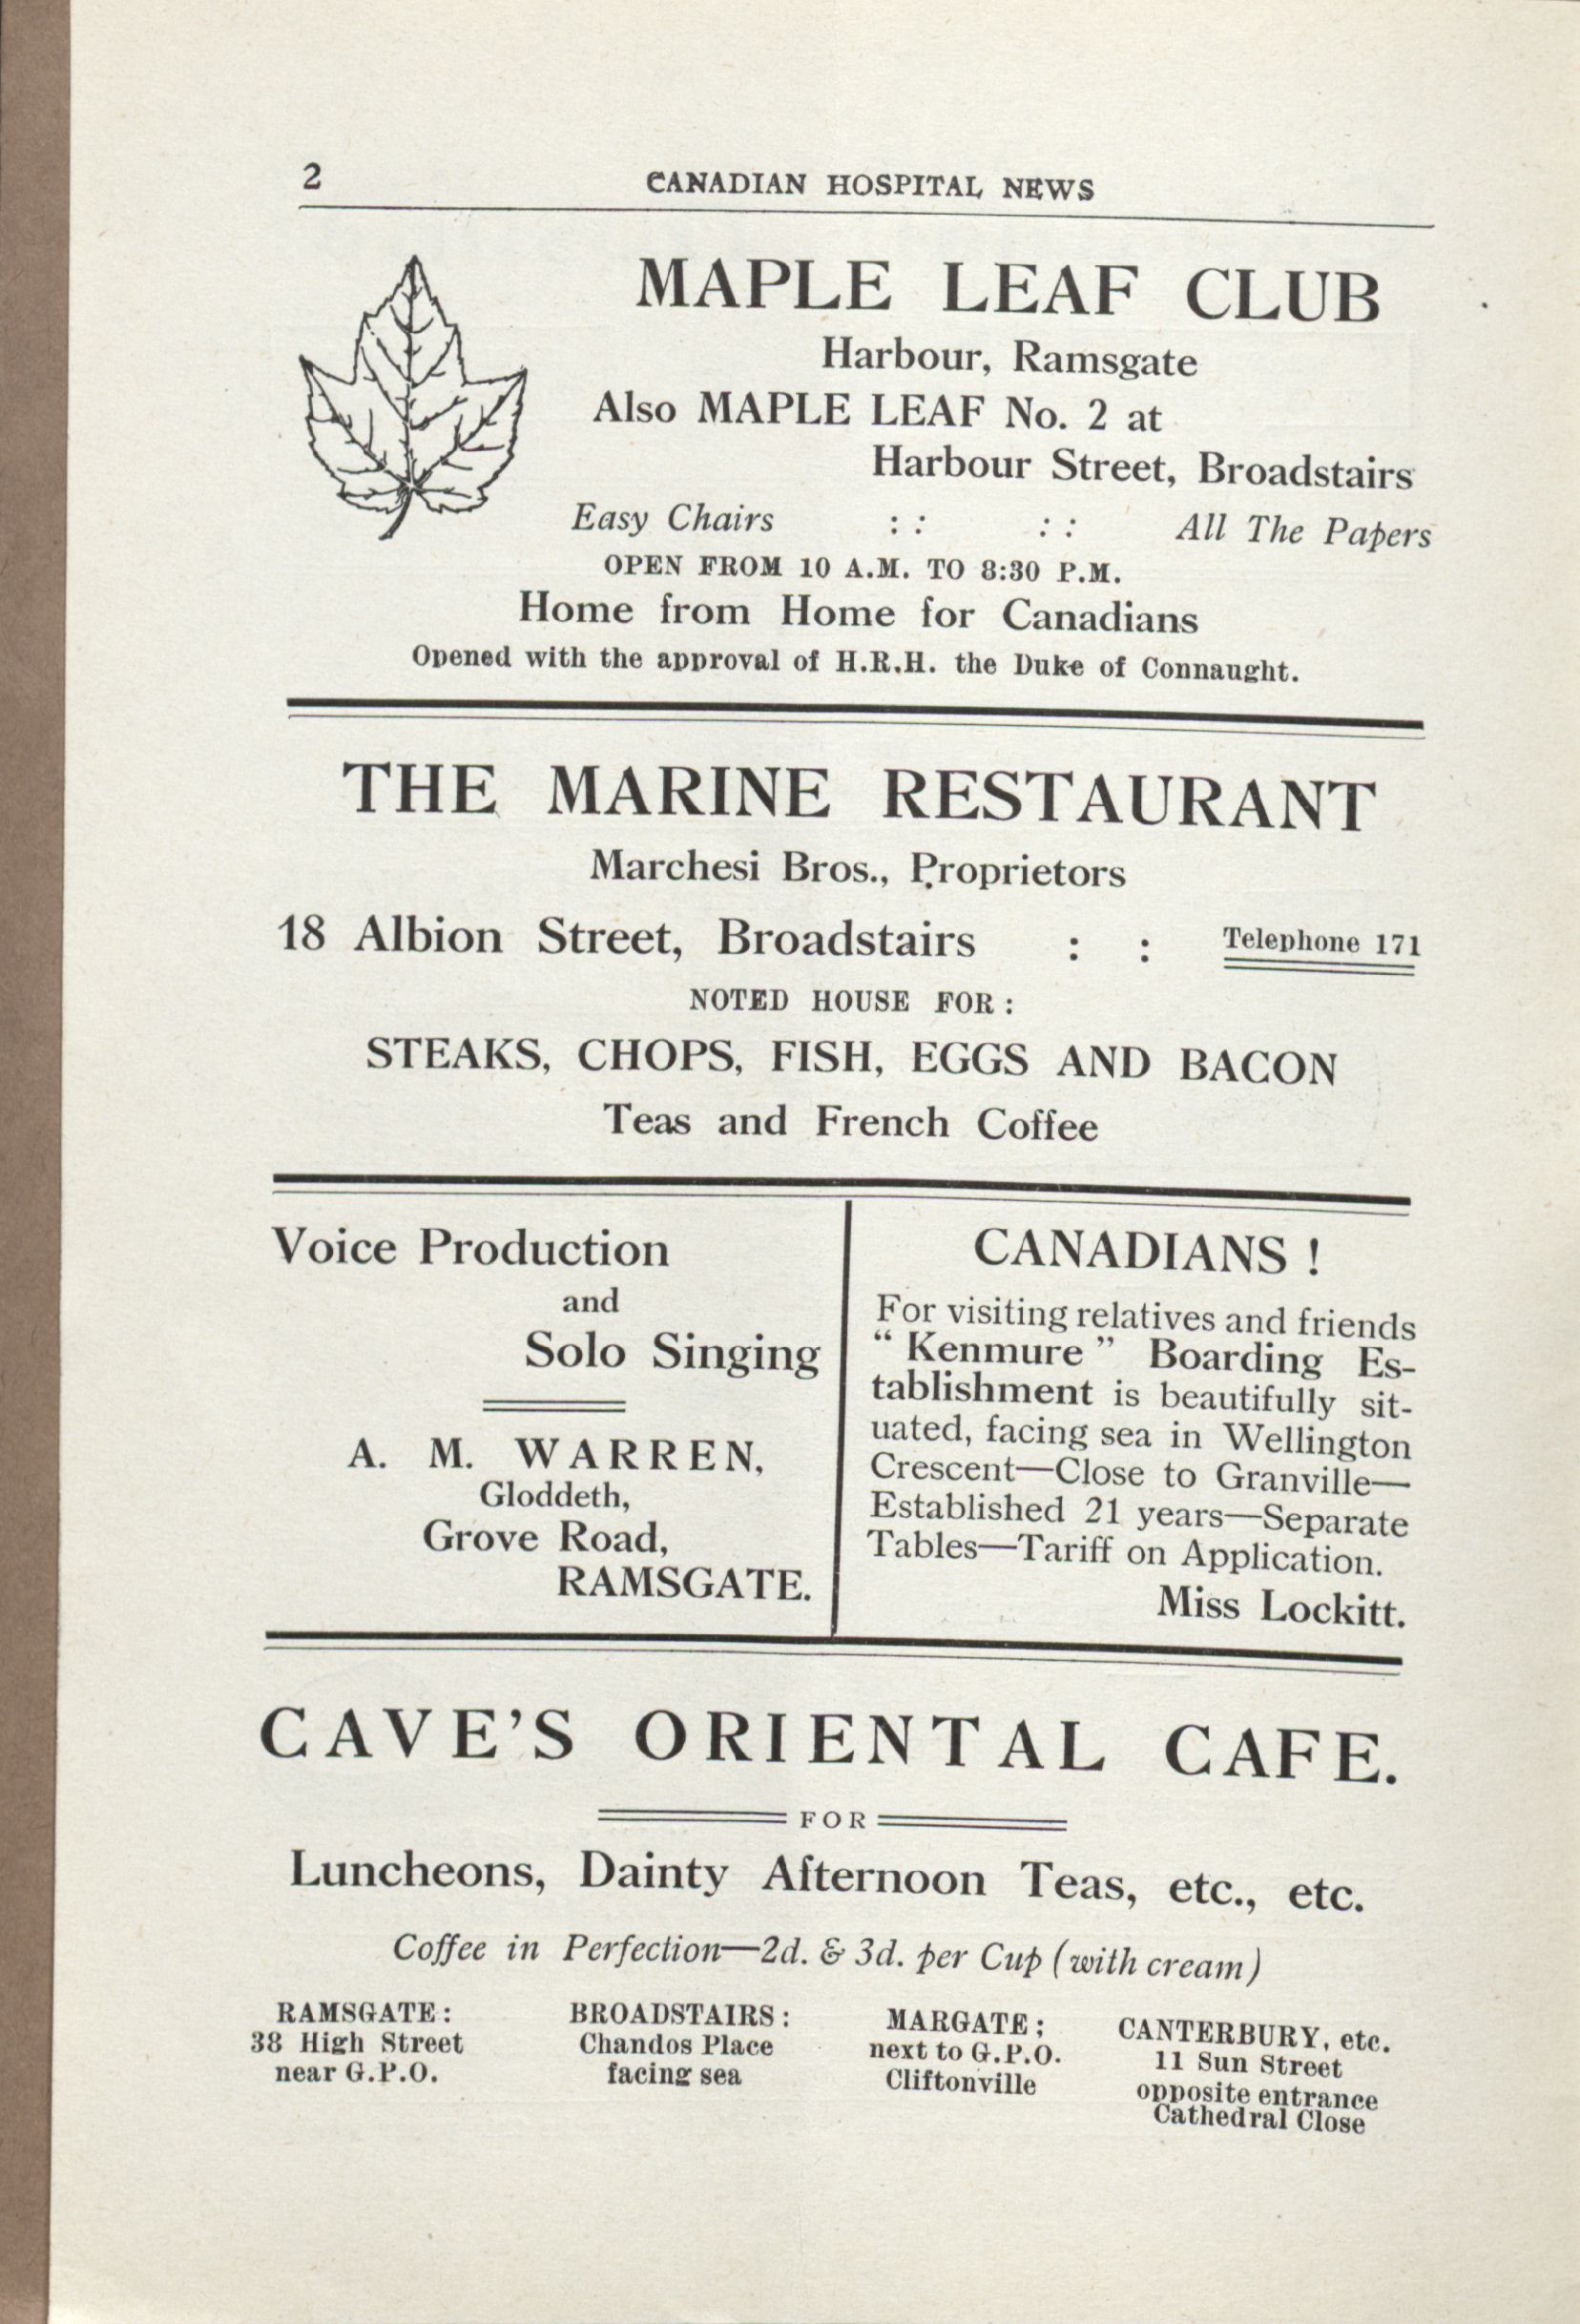 2
CANADIAN HOSPITAL NEWS
MAPLE LEAF CLUB
Harbour, Ramsgate
Also MAPLE LEAF No. 2 at
Harbour Street, Broadstairs
Easy Chairs : : : : All The Papers
OPEN FROM 10 A.M. TO 8:30 P.M.
Home from Home for Canadians
Opened with the approval of H.R.H. the Duke of Connaught.
THE MARINE RESTAURANT
Marchesi Bros., Proprietors
18 Albion Street, Broadstairs : : Telephone 171
NOTED HOUSE FOR:
STEAKS, CHOPS, FISH, EGGS AND BACON
Teas and French Coffee
Voice Production
and
Solo Singing
A. M. WARREN,
Gloddeth,
Grove Road,
RAMSGATE.
CANADIANS !
For visiting relatives and friends
“ Kenmure ” Boarding Es-
tablishment is beautifully sit-
uated, facing sea in Wellington
Crescent—Close to Granville—
Established 21 years—Separate
Tables—Tariff on Application.
Miss Lockitt.
CAVE'S ORIENTAL CAFE.
FOR
Luncheons, Dainty Afternoon Teas, etc., etc.
Coffee in Perfection—2d. & 3d. per Cup (with cream)
RAMSGATE:
38 High Street
near G.P.O.
BROADSTAIRS:
Chandos Place
facing sea
MARGATE;
next to G.P.O.
Cliftonville
CANTERBURY, etc.
11 Sun Street
opposite entrance
Cathedral Close